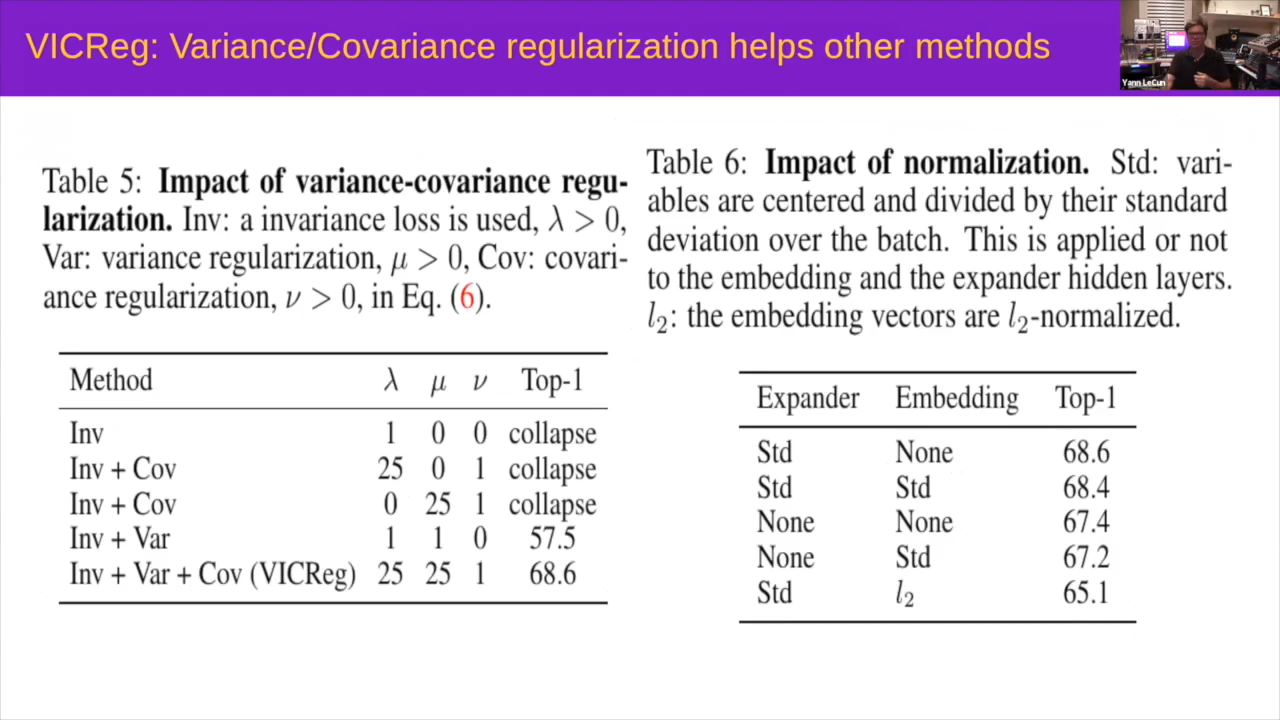 VICReg: Variance/Covariance regularization helps other methods
Yann LeCun
Table 5: Impact of variance-covariance regu-
larization. Inv: a invariance loss is used, λ > 0,
Var: variance regularization, μ > 0, Cov: covari-
ance regularization, ν > 0, in Eq. (6).
Method λ μ ν Top-1
Inv 1 0 0 collapse
Inv + Cov 25 0 1 collapse
Inv + Cov 0 25 1 collapse
Inv + Var 1 1 0 57.5
Inv + Var + Cov (VICReg) 25 25 1 68.6
Table 6: Impact of normalization. Std: vari-
ables are centered and divided by their standard
deviation over the batch. This is applied or not
to the embedding and the expander hidden layers.
l₂: the embedding vectors are l₂-normalized.
Expander Embedding Top-1
Std None 68.6
Std Std 68.4
None None 67.4
None Std 67.2
Std l₂ 65.1